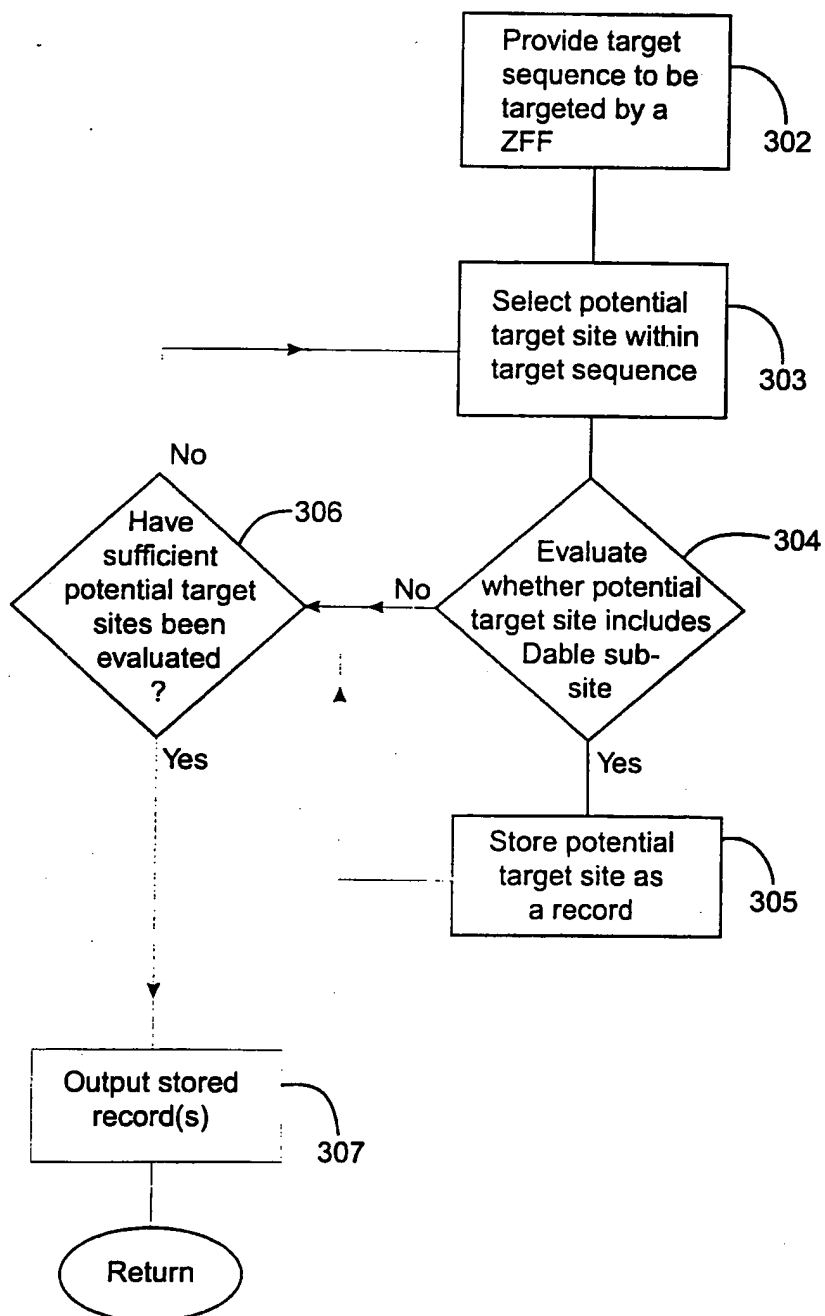 Provide target
sequence to be
targeted by a
ZFF
302
Select potential
target site within
target sequence
303
No
Have
sufficient
potential target
sites been
evaluated
?
306
Yes
No
Evaluate
whether potential
target site includes
Dable sub-
site
304
Yes
Store potential
target site as
a record
305
Output stored
record(s)
307
Return